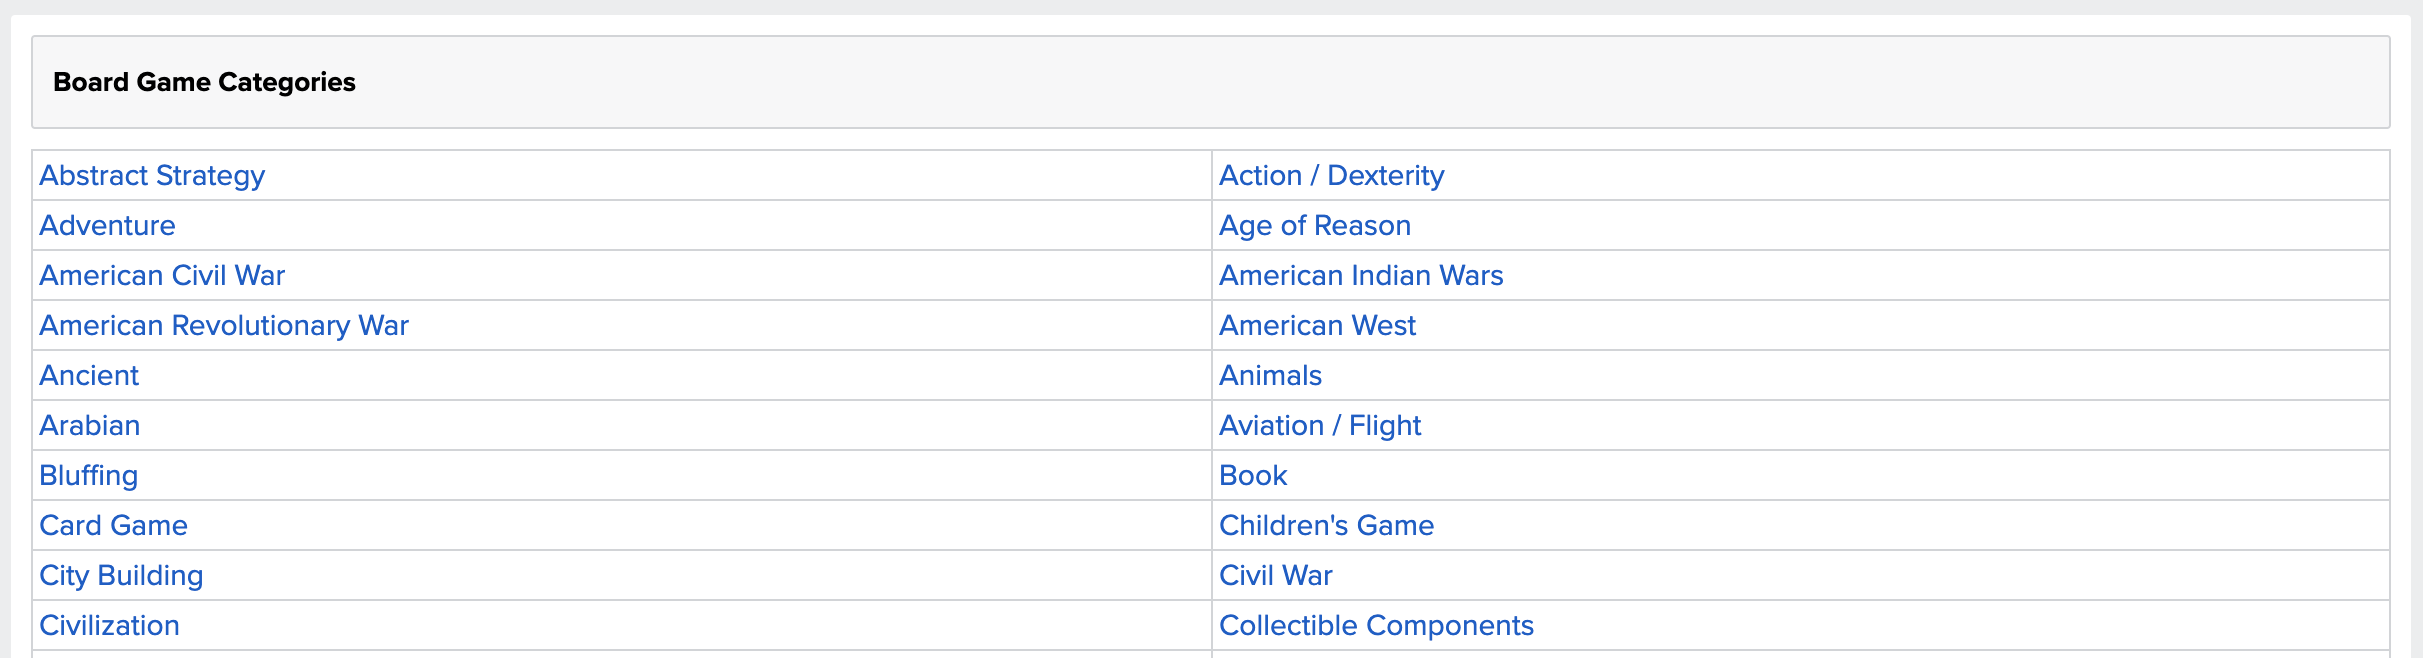 Board Game Categories
Abstract Strategy
Action / Dexterity
Adventure
Age of Reason
American Civil War
American Indian Wars
American Revolutionary War
American West
Ancient
Animals
Arabian
Aviation / Flight
Bluffing
Book
Card Game
Children's Game
City Building
Civil War
Civilization
Collectible Components